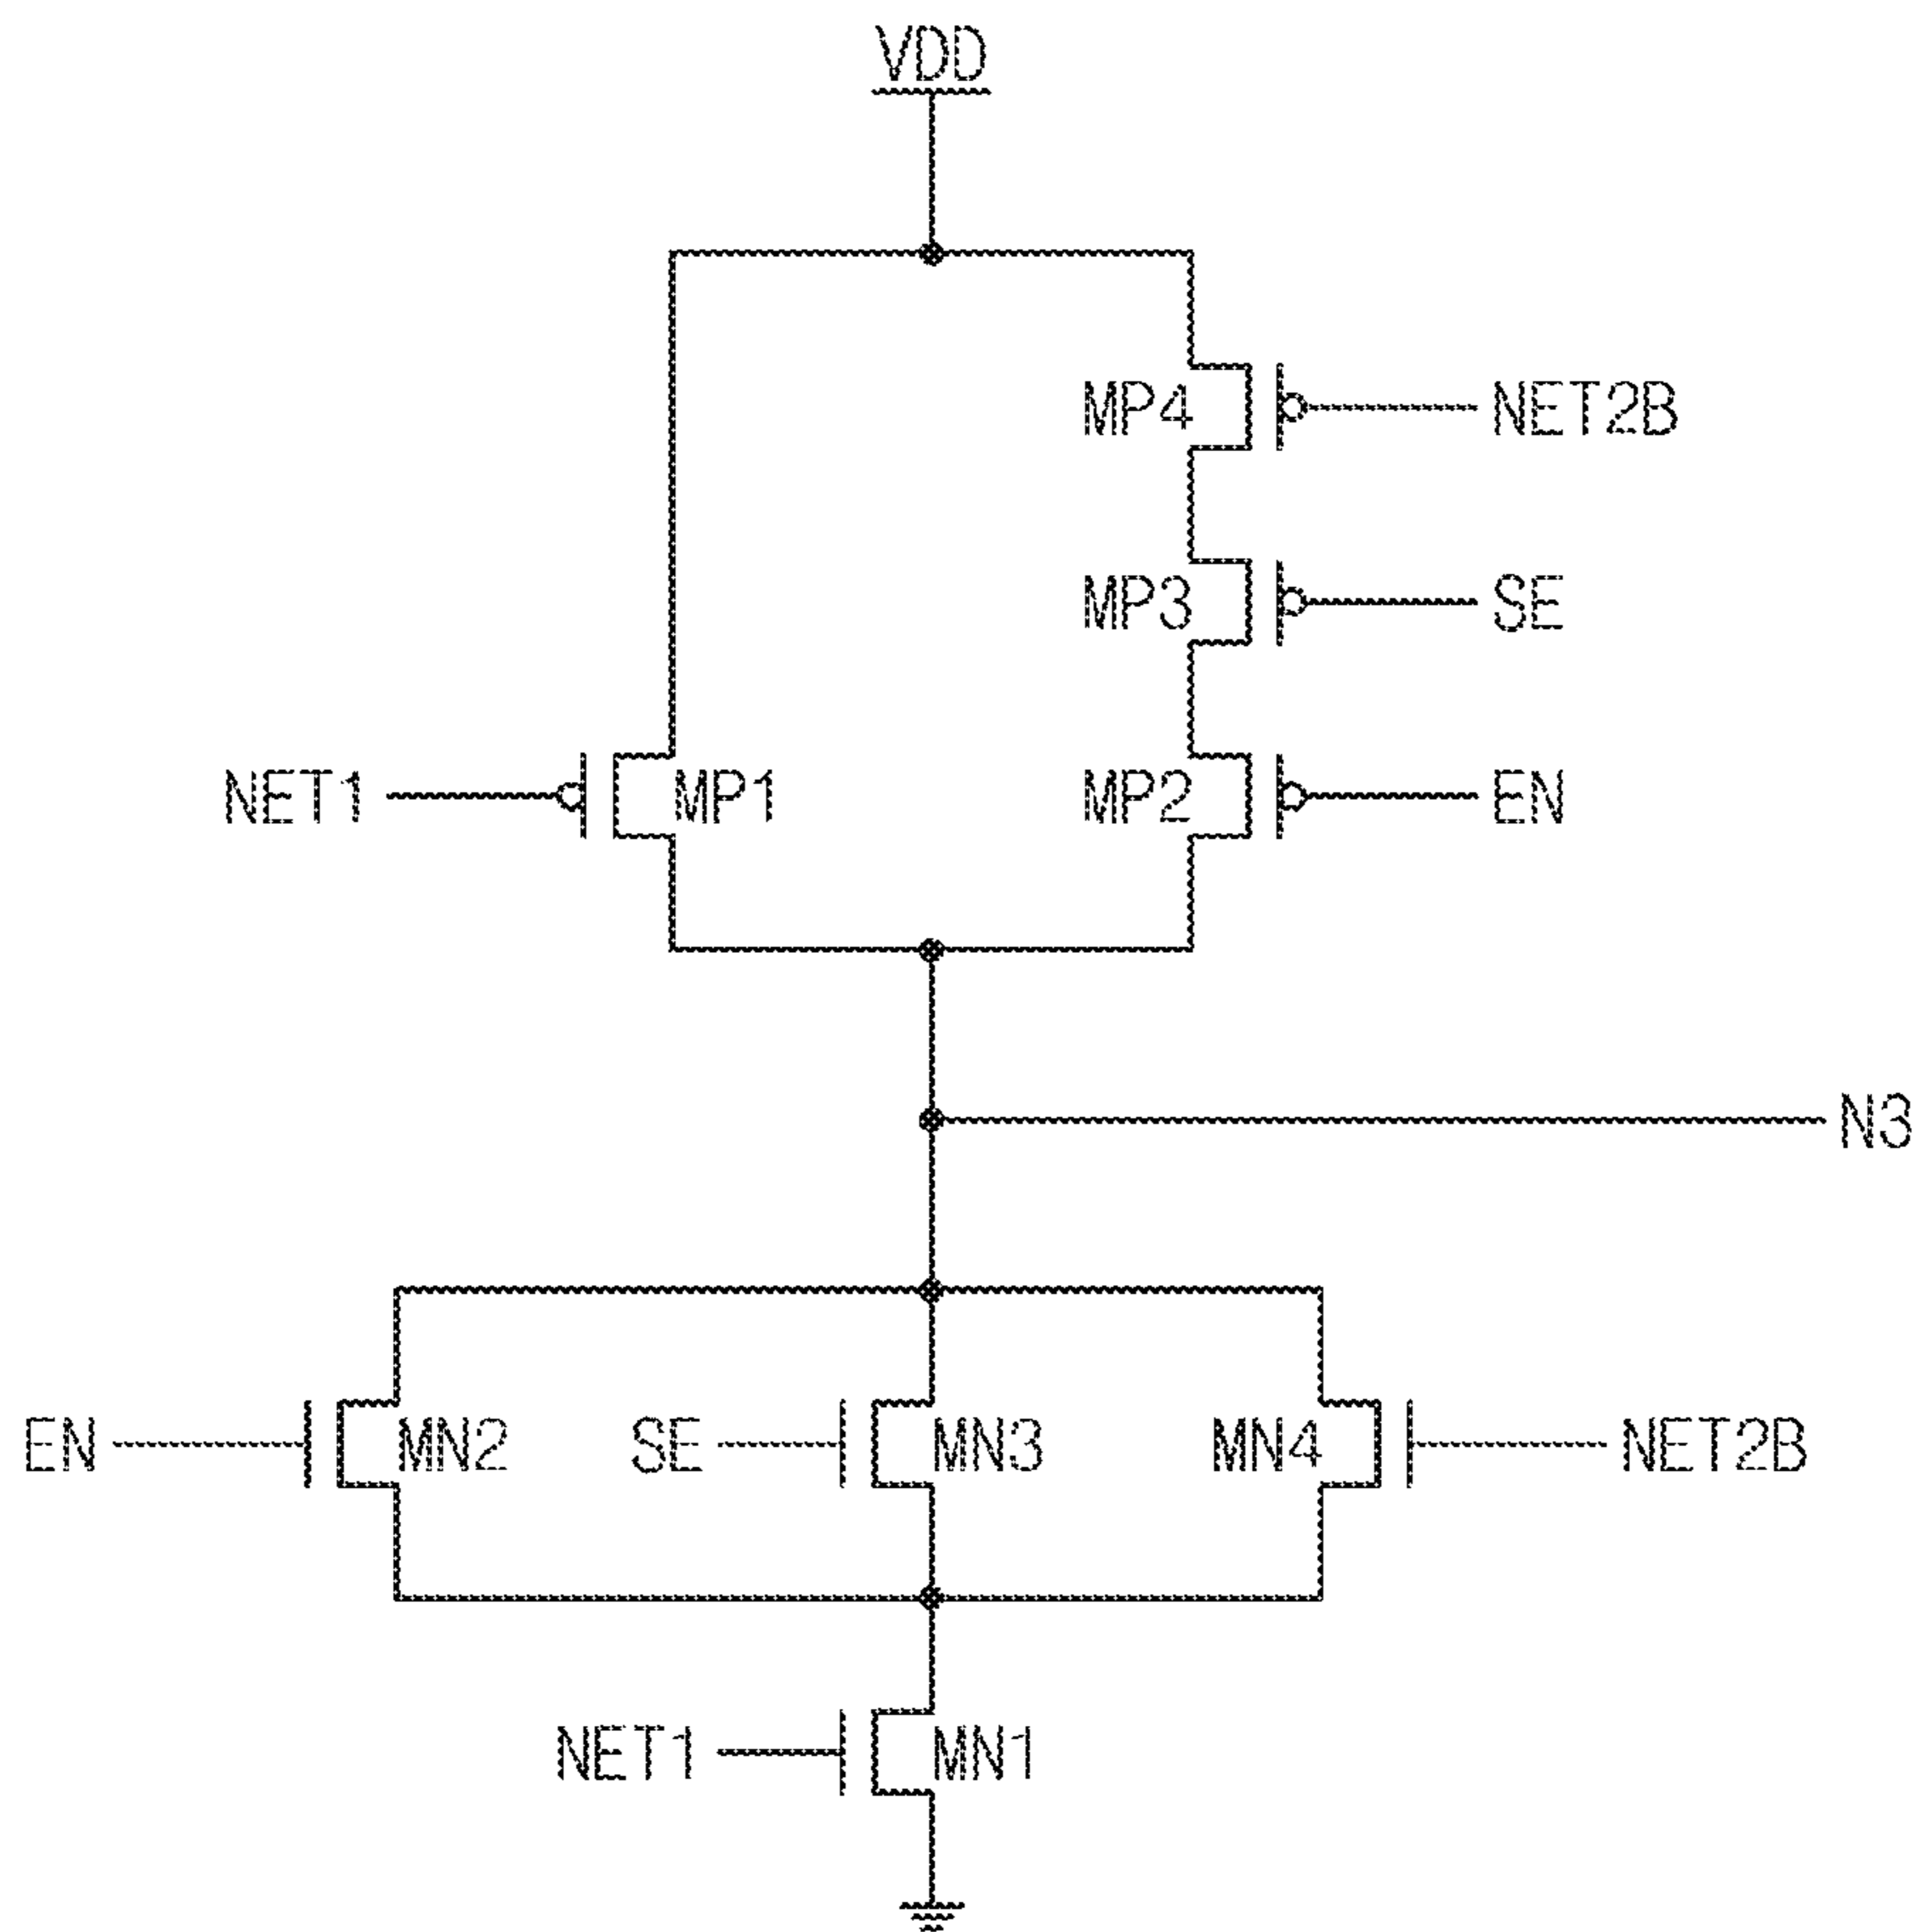 VDD
MP4 NET2B
MP3 SE
NET1 MP1 MP2 EN
N3
EN MN2 SE MN3 MN4 NET2B
NET1 MN1